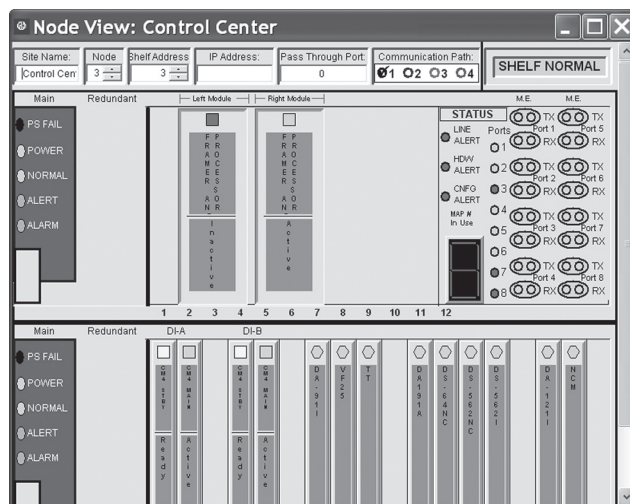 Node View: Control Center
Site Name: Node Shelf Address IP Address: Pass Through Port: Communication Path:
Control Cen 3 3 0 1 2 3 4
SHELF NORMAL
Main Redundant Left Module Right Module M.E. M.E.
PS FAIL
POWER
NORMAL
ALERT
ALARM
FRAMER AN
PROCESSOR
Inactive
FRAMER AN
PROCESSOR
Active
STATUS
LINE ALERT
HDW ALERT
CNFG ALERT
MAP #
In Use
Ports
1
2
3
4
5
6
7
8
TX TX
Port 1 Port 5
RX RX
TX TX
Port 2 Port 6
RX RX
TX TX
Port 3 Port 7
RX RX
TX TX
Port 4 Port 8
RX RX
1 2 3 4 5 6 7 8 9 10 11 12
Main Redundant DI-A DI-B
PS FAIL
POWER
NORMAL
ALERT
ALARM
CM4 STBY
Ready
CM4 MAIN
Active
CM4 STBY
Ready
CM4 MAIN
Active
DA-91I
VF25
TT
DA191A
DS-64NC
DS-562NC
DS-562I
DA-121I
NCM